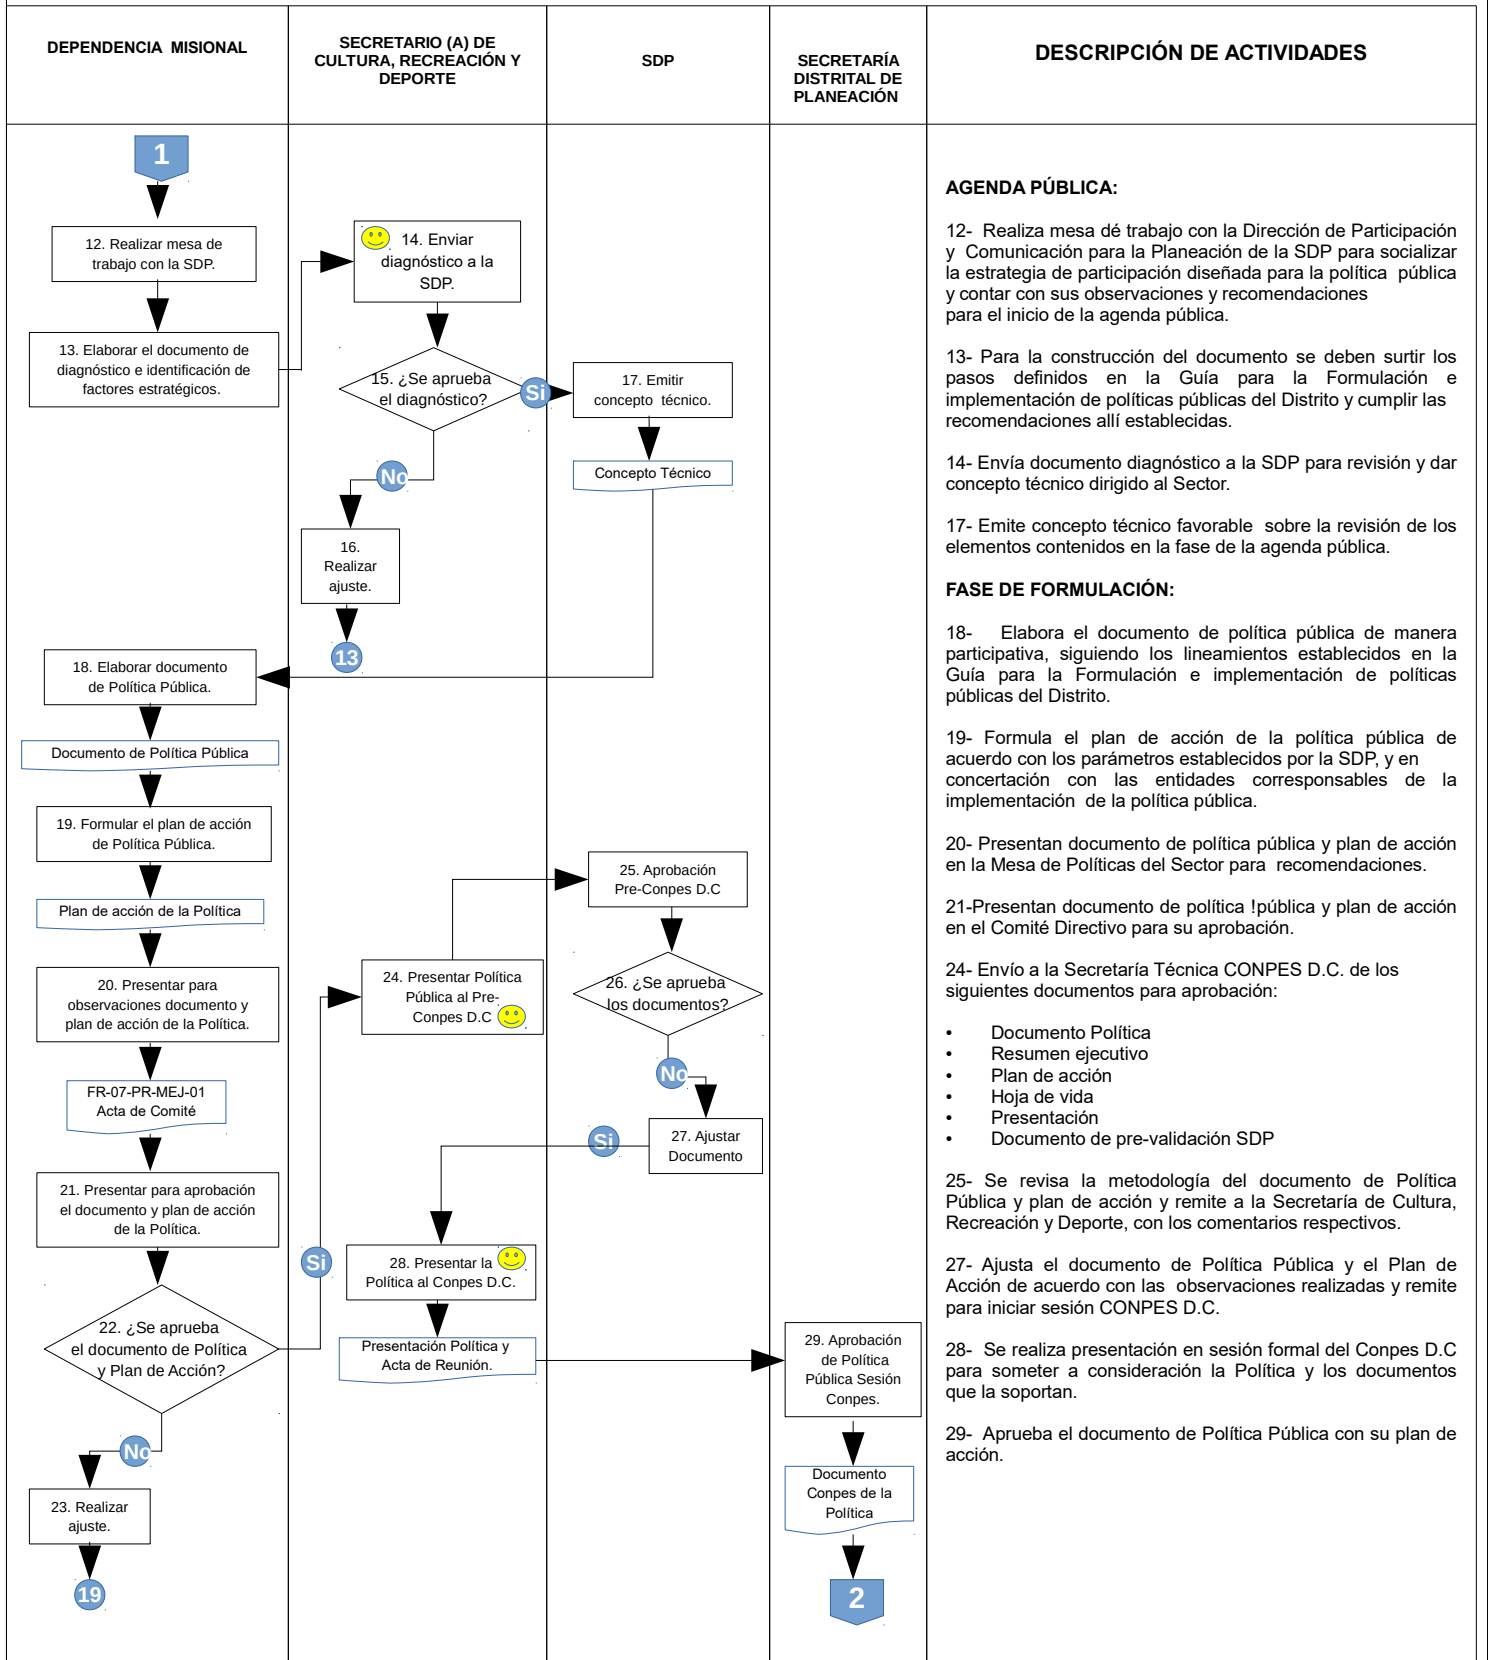 DEPENDENCIA MISIONAL
SECRETARIO (A) DE
CULTURA, RECREACIÓN Y
DEPORTE
SDP
SECRETARÍA
DISTRITAL DE
PLANEACIÓN
DESCRIPCIÓN DE ACTIVIDADES
1
12. Realizar mesa de
trabajo con la SDP.
13. Elaborar el documento de
diagnóstico e identificación de
factores estratégicos.
14. Enviar
diagnóstico a la
SDP.
15. ¿Se aprueba
el diagnóstico?
Si
No
16.
Realizar
ajuste.
13
17. Emitir
concepto técnico.
Concepto Técnico
18. Elaborar documento
de Política Pública.
Documento de Política Pública
19. Formular el plan de acción
de Política Pública.
Plan de acción de la Política
20. Presentar para
observaciones documento y
plan de acción de la Política.
FR-07-PR-MEJ-01
Acta de Comité
21. Presentar para aprobación
el documento y plan de acción
de la Política.
22. ¿Se aprueba
el documento de Política
y Plan de Acción?
Si
No
23. Realizar
ajuste.
19
24. Presentar Política
Pública al Pre-
Conpes D.C
25. Aprobación
Pre-Conpes D.C
26. ¿Se aprueba
los documentos?
No
27. Ajustar
Documento
Si
28. Presentar la
Política al Conpes D.C.
Presentación Política y
Acta de Reunión.
29. Aprobación
de Política
Pública Sesión
Conpes.
Documento
Conpes de la
Política
2
AGENDA PÚBLICA:
12- Realiza mesa dé trabajo con la Dirección de Participación
y Comunicación para la Planeación de la SDP para socializar
la estrategia de participación diseñada para la política pública
y contar con sus observaciones y recomendaciones
para el inicio de la agenda pública.
13- Para la construcción del documento se deben surtir los
pasos definidos en la Guía para la Formulación e
implementación de políticas públicas del Distrito y cumplir las
recomendaciones allí establecidas.
14- Envía documento diagnóstico a la SDP para revisión y dar
concepto técnico dirigido al Sector.
17- Emite concepto técnico favorable sobre la revisión de los
elementos contenidos en la fase de la agenda pública.
FASE DE FORMULACIÓN:
18- Elabora el documento de política pública de manera
participativa, siguiendo los lineamientos establecidos en la
Guía para la Formulación e implementación de políticas
públicas del Distrito.
19- Formula el plan de acción de la política pública de
acuerdo con los parámetros establecidos por la SDP, y en
concertación con las entidades corresponsables de la
implementación de la política pública.
20- Presentan documento de política pública y plan de acción
en la Mesa de Políticas del Sector para recomendaciones.
21-Presentan documento de política !pública y plan de acción
en el Comité Directivo para su aprobación.
24- Envío a la Secretaría Técnica CONPES D.C. de los
siguientes documentos para aprobación:
• Documento Política
• Resumen ejecutivo
• Plan de acción
• Hoja de vida
• Presentación
• Documento de pre-validación SDP
25- Se revisa la metodología del documento de Política
Pública y plan de acción y remite a la Secretaría de Cultura,
Recreación y Deporte, con los comentarios respectivos.
27- Ajusta el documento de Política Pública y el Plan de
Acción de acuerdo con las observaciones realizadas y remite
para iniciar sesión CONPES D.C.
28- Se realiza presentación en sesión formal del Conpes D.C
para someter a consideración la Política y los documentos
que la soportan.
29- Aprueba el documento de Política Pública con su plan de
acción.